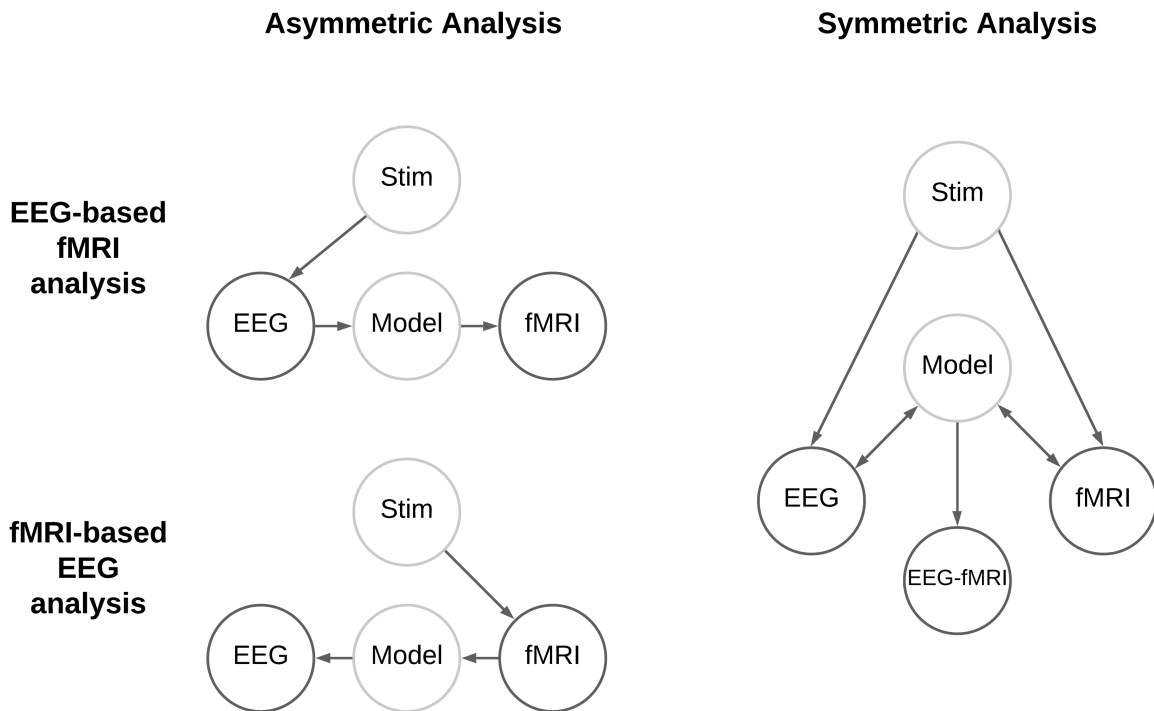 Asymmetric Analysis
Symmetric Analysis
EEG-based
fMRI
analysis
Stim
EEG
Model
fMRI
fMRI-based
EEG
analysis
Stim
EEG
Model
fMRI
Stim
Model
EEG
fMRI
EEG-fMRI